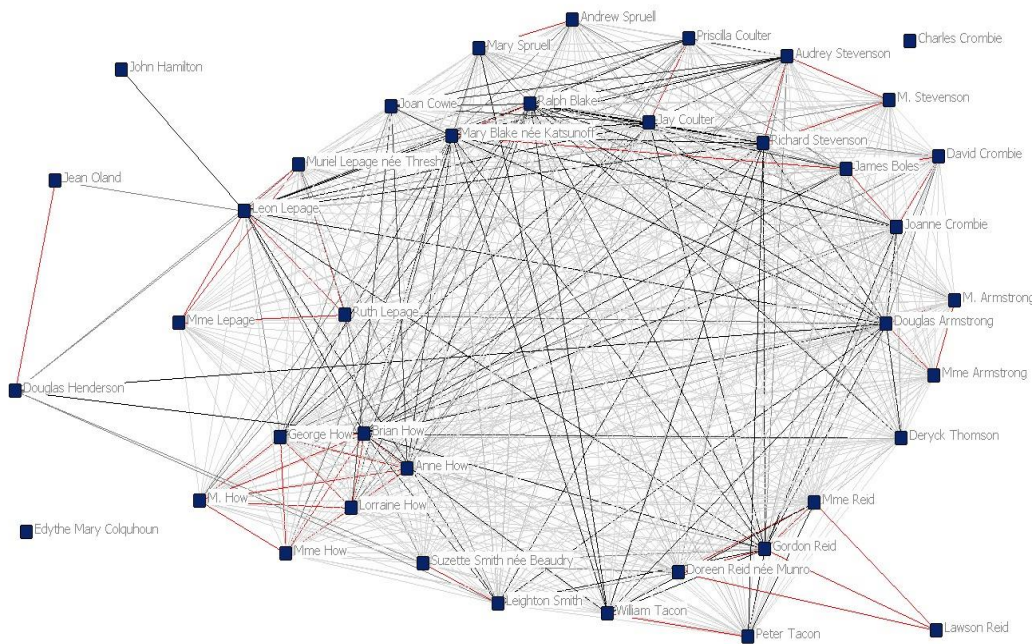 Andrew Spruell
Priscilla Coulter
Charles Crombie
Mary Spruell
Audrey Stevenson
John Hamilton
M. Stevenson
Joan Cowie
Ralph Blake
Jay Coulter
Mary Blake née Katsunoff
Richard Stevenson
David Crombie
Muriel Lepage née Thresh
James Boles
Jean Oland
Leon Lepage
Joanne Crombie
M. Armstrong
Mme Lepage
Ruth Lepage
Douglas Armstrong
Mme Armstrong
Douglas Henderson
George How
Brian How
Deryck Thomson
Anne How
M. How
Lorraine How
Mme Reid
Edythe Mary Colquhoun
Mme How
Gordon Reid
Suzette Smith née Beaudry
Doreen Reid née Munro
Leighton Smith
William Tacon
Peter Tacon
Lawson Reid